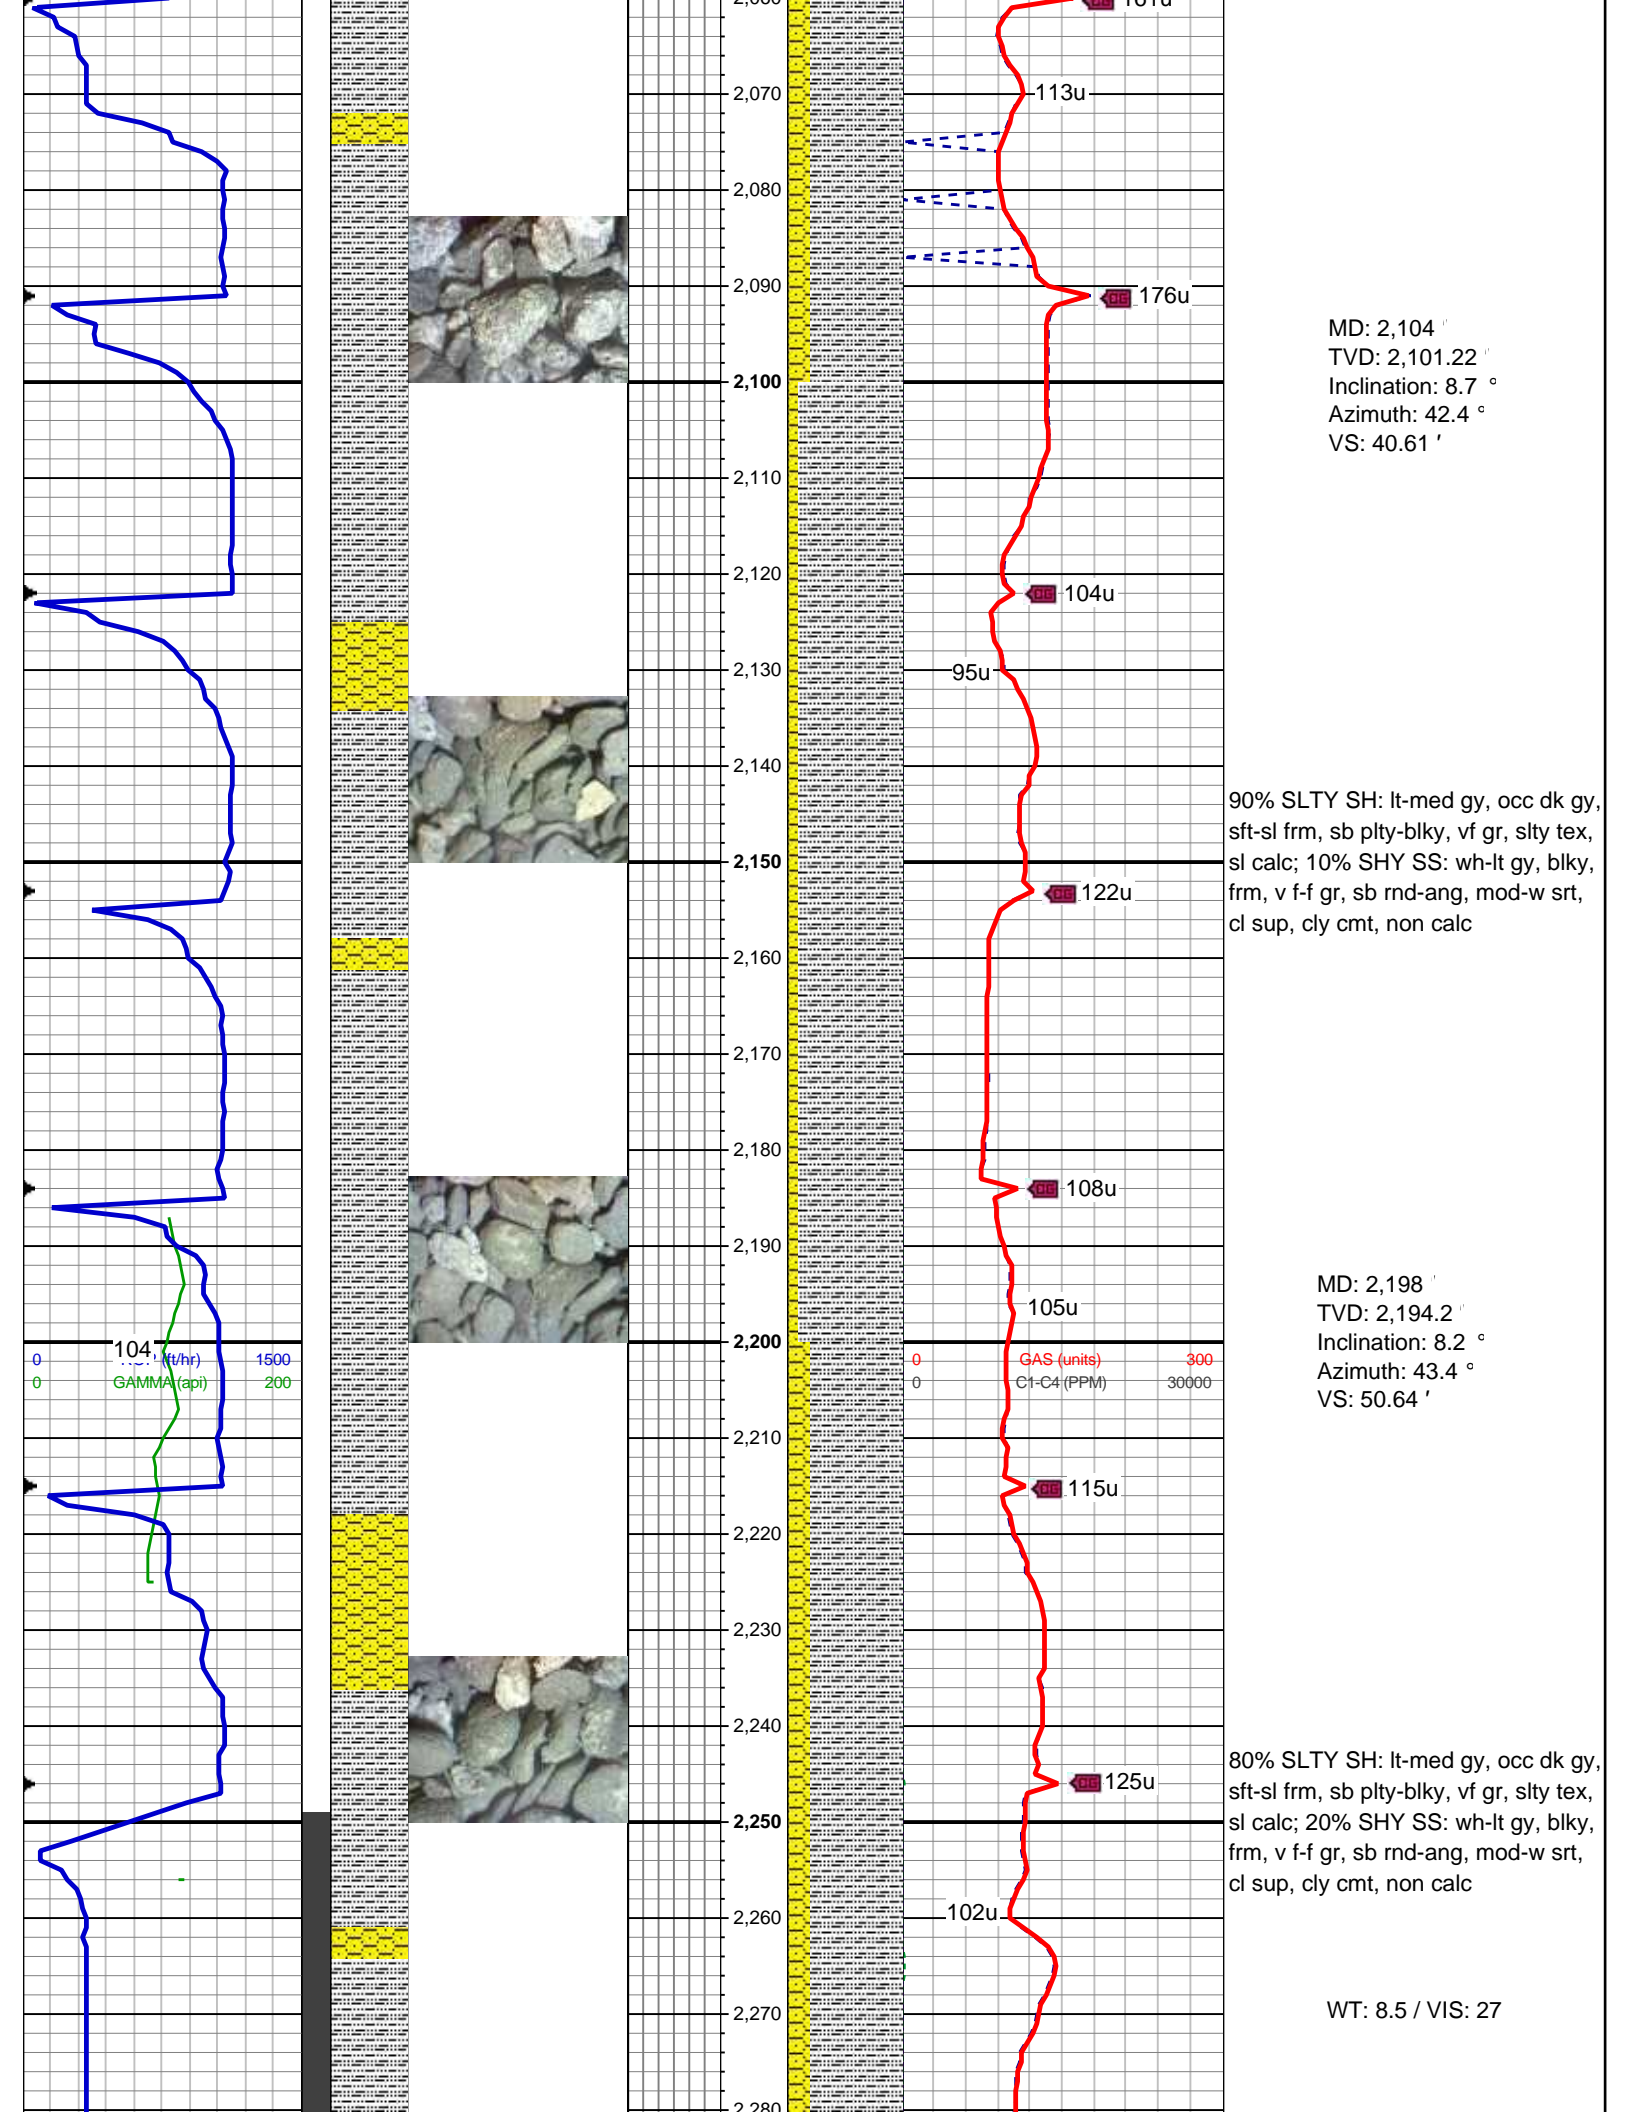 2,070
113u
2,080
2,090
CG 176u
MD: 2,104 '
TVD: 2,101.22 '
Inclination: 8.7 °
Azimuth: 42.4 °
VS: 40.61 '
2,100
2,110
2,120
CG 104u
2,130
95u
2,140
90% SLTY SH: lt-med gy, occ dk gy,
sft-sl frm, sb plty-blky, vf gr, slty tex,
sl calc; 10% SHY SS: wh-lt gy, blky,
frm, v f-f gr, sb rnd-ang, mod-w srt,
cl sup, cly cmt, non calc
2,150
CG 122u
2,160
2,170
2,180
CG 108u
2,190
105u
MD: 2,198 '
TVD: 2,194.2 '
Inclination: 8.2 °
Azimuth: 43.4 °
VS: 50.64 '
2,200
104
0 (ft/hr) 1500
0 GAMMA (api) 200
0 GAS (units) 300
0 C1-C4 (PPM) 30000
2,210
CG 115u
2,220
2,230
2,240
CG 125u
80% SLTY SH: lt-med gy, occ dk gy,
sft-sl frm, sb plty-blky, vf gr, slty tex,
sl calc; 20% SHY SS: wh-lt gy, blky,
frm, v f-f gr, sb rnd-ang, mod-w srt,
cl sup, cly cmt, non calc
2,250
2,260
102u
2,270
WT: 8.5 / VIS: 27
2,280